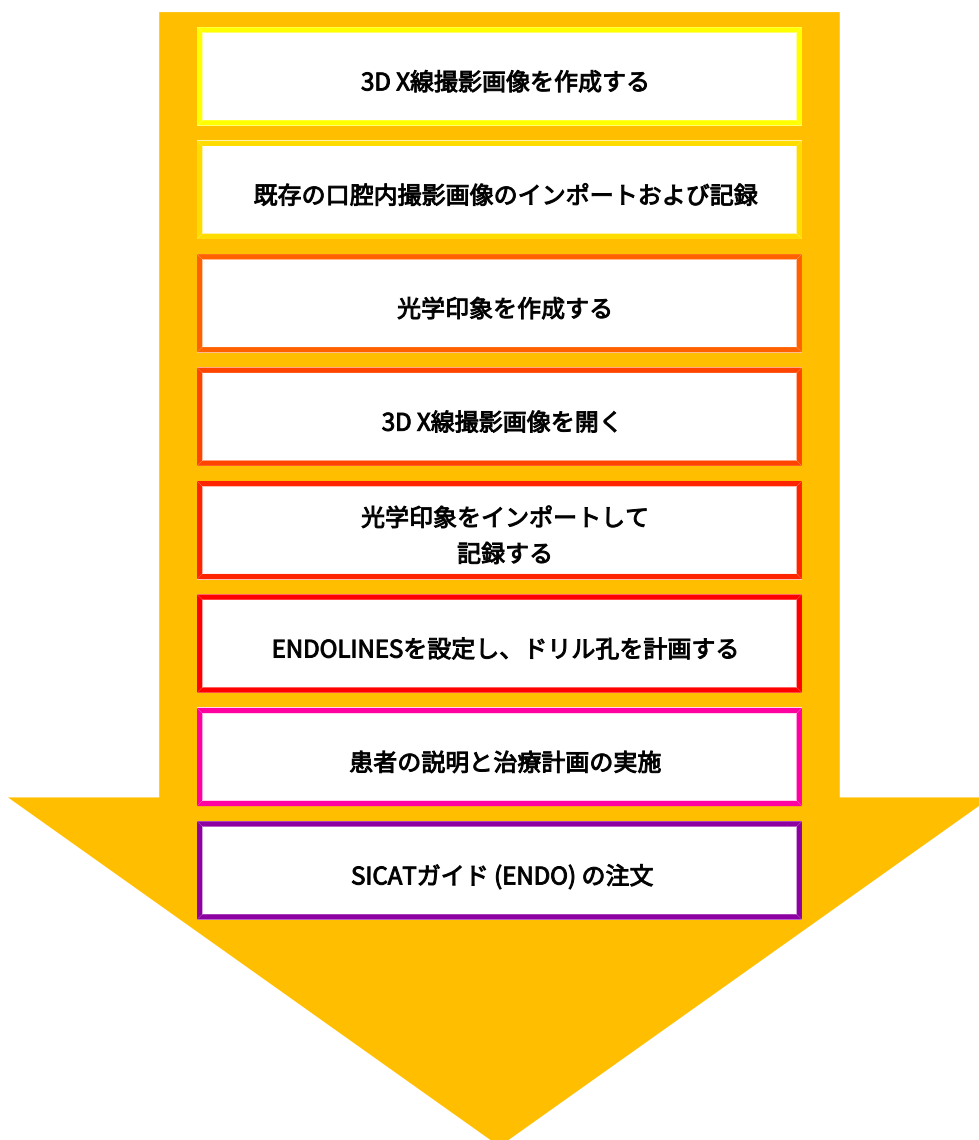 3D X線撮影画像を作成する
既存の口腔内撮影画像のインポートおよび記録
光学印象を作成する
3D X線撮影画像を開く
光学印象をインポートして
記録する
ENDOLINESを設定し、ドリル孔を計画する
患者の説明と治療計画の実施
SICATガイド (ENDO) の注文